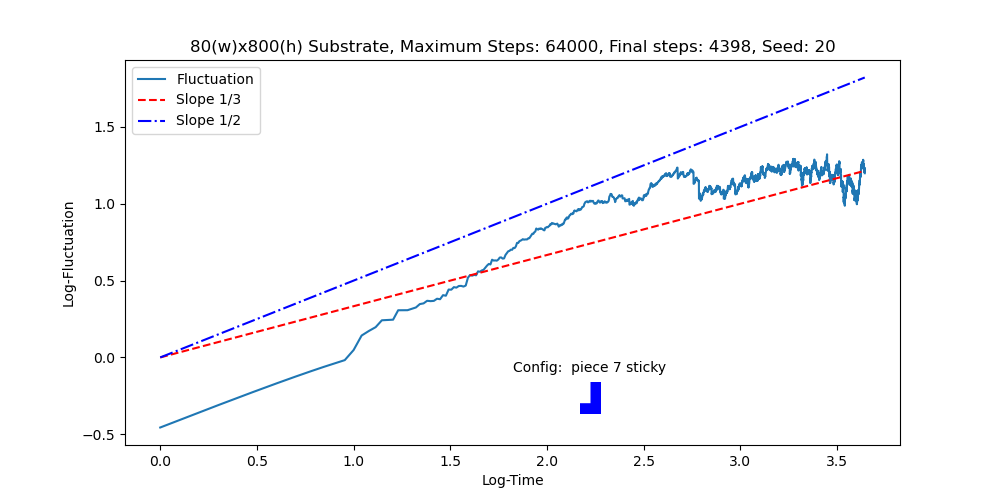 80(w)x800(h) Substrate, Maximum Steps: 64000, Final steps: 4398, Seed: 20
Fluctuation
Slope 1/3
Slope 1/2
1.5
1.0
0.5
0.0
−0.5
Log-Fluctuation
Config:  piece 7 sticky
0.0 0.5 1.0 1.5 2.0 2.5 3.0 3.5
Log-Time